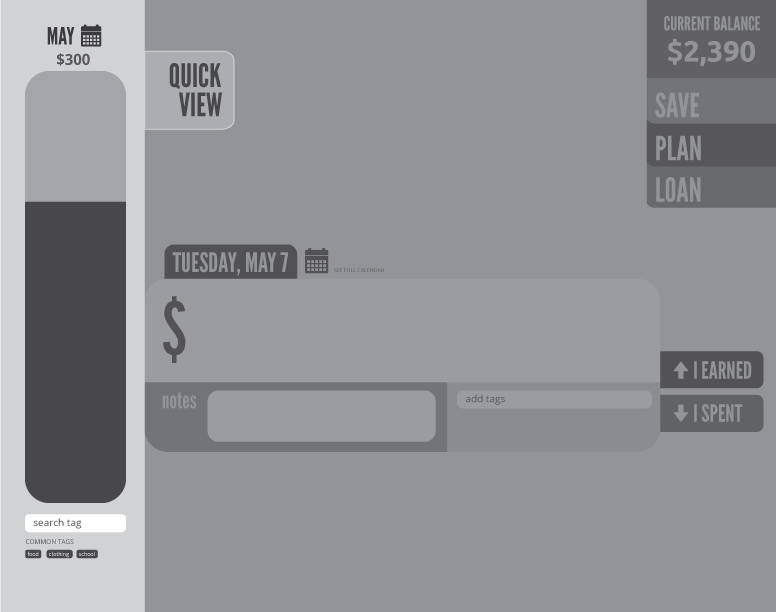 MAY
$300
QUICK
VIEW
CURRENT BALANCE
$2,390
SAVE
PLAN
LOAN
TUESDAY, MAY 7
SEE FULL CALENDAR
$
notes
add tags
I EARNED
I SPENT
search tag
COMMON TAGS
food clothing school